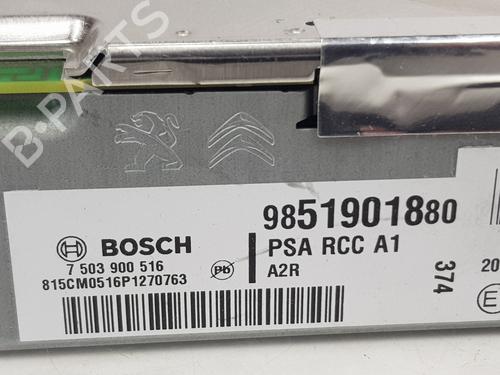 B-PARTS
9851901880
BOSCH
PSA RCC A1
7 503 900 516
Pb
A2R
815CM0516P1270763
374
20
E